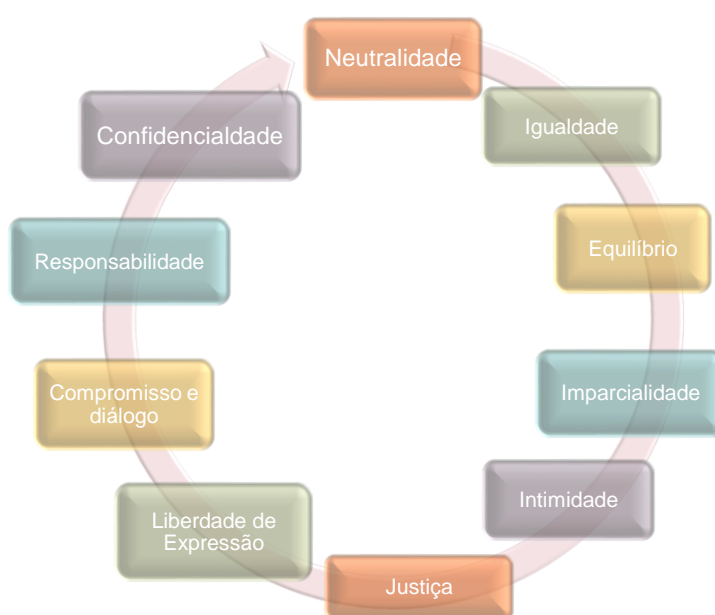 Neutralidade
Igualdade
Equilíbrio
Imparcialidade
Intimidade
Justiça
Liberdade de
Expressão
Compromisso e
diálogo
Responsabilidade
Confidencialdade